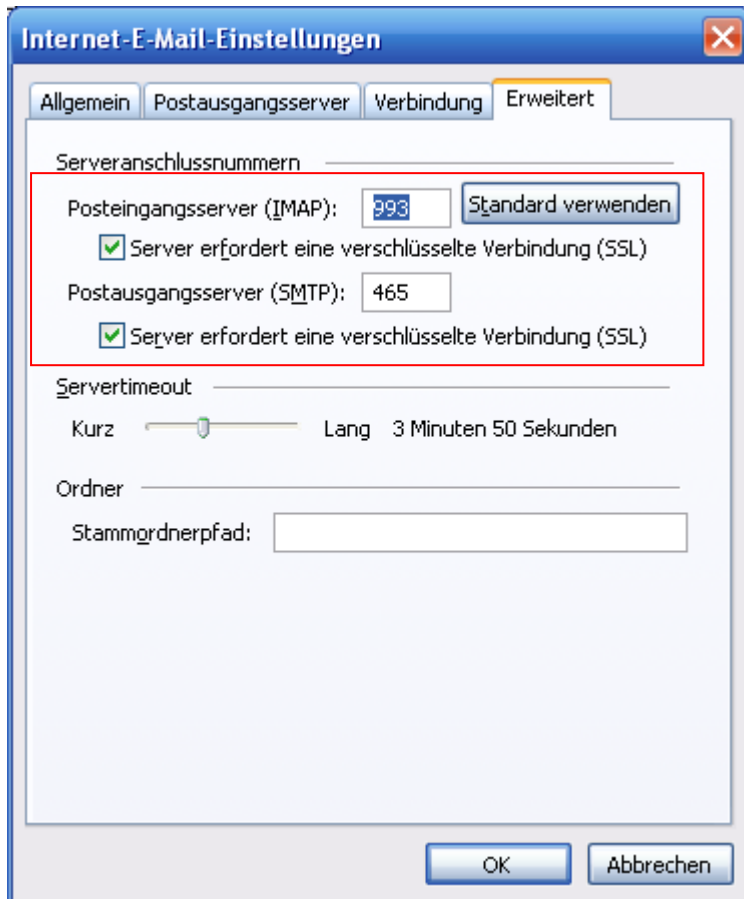 Internet-E-Mail-Einstellungen
Allgemein Postausgangsserver Verbindung Erweitert
Serveranschlussnummern
Posteingangsserver (IMAP): 993 Standard verwenden
Server erfordert eine verschlüsselte Verbindung (SSL)
Postausgangsserver (SMTP): 465
Server erfordert eine verschlüsselte Verbindung (SSL)
Servertimeout
Kurz Lang 3 Minuten 50 Sekunden
Ordner
Stammordnerpfad:
OK Abbrechen